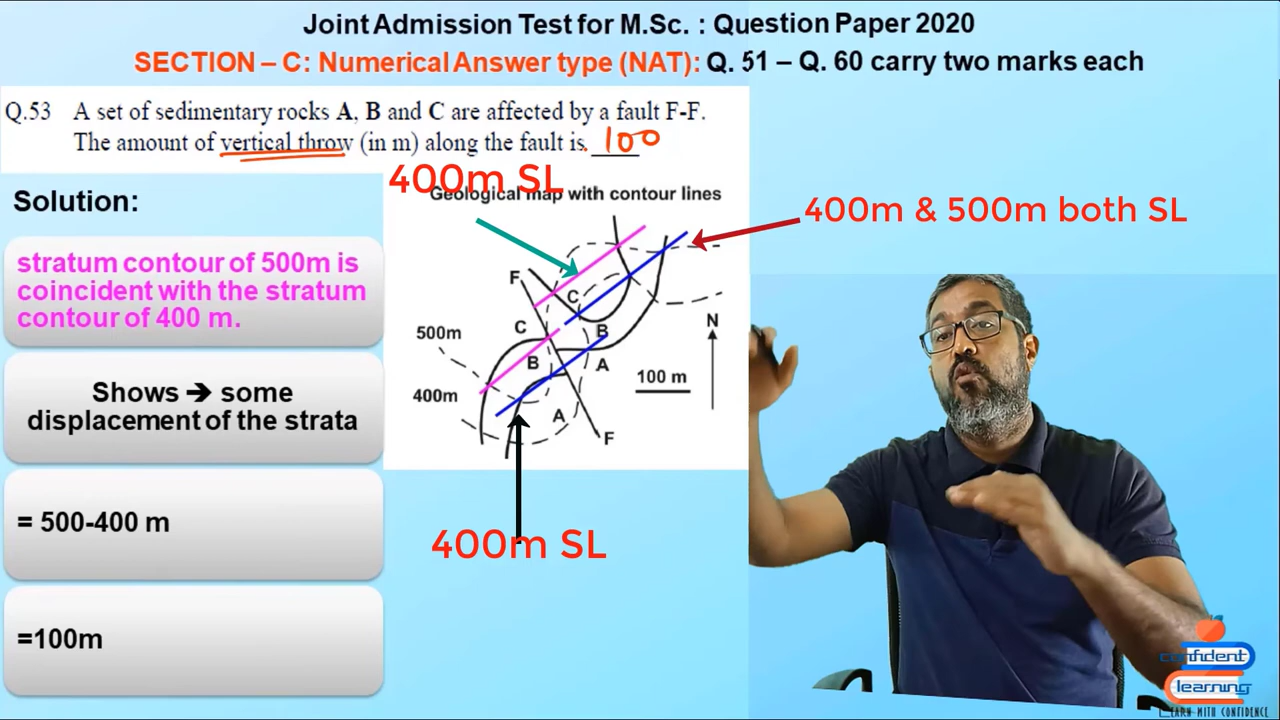 Joint Admission Test for M.Sc. : Question Paper 2020
SECTION – C: Numerical Answer type (NAT): Q. 51 – Q. 60 carry two marks each
Q.53 A set of sedimentary rocks A, B and C are affected by a fault F-F.
The amount of vertical throw (in m) along the fault is. 100
400m SL
Geological map with contour lines
400m & 500m both SL
Solution:
stratum contour of 500m is
coincident with the stratum
contour of 400 m.
Shows ➔ some
displacement of the strata
= 500-400 m
=100m
F
C
C
B
500m
B
A
N
400m
100 m
A
F
400m SL
confident
learning
LEARN WITH CONFIDENCE